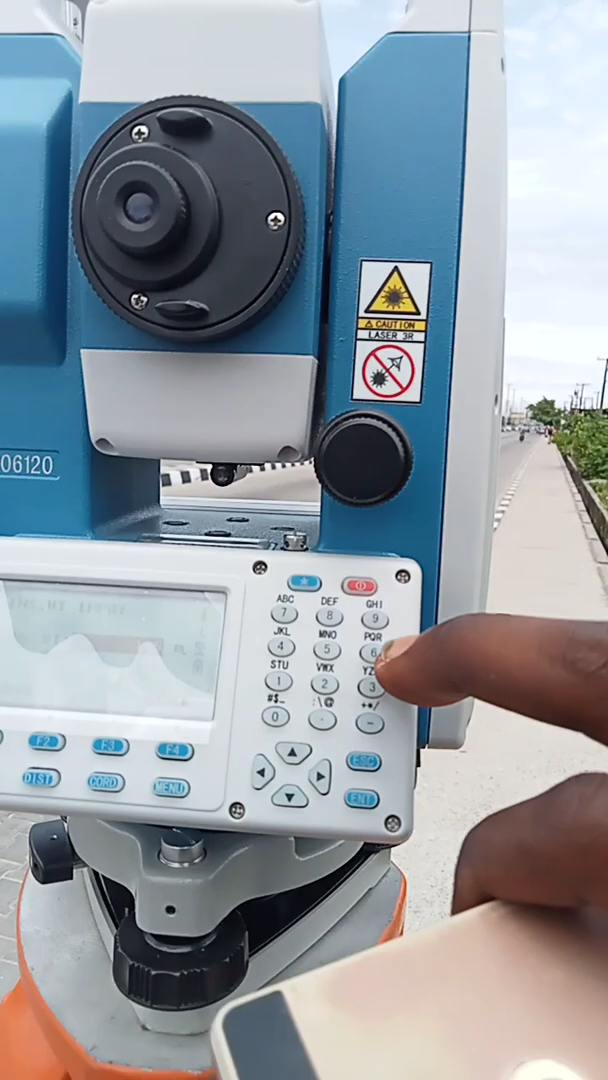 CAUTION
LASER 3R
06120
ABC DEF GHI
7 8 9
JKL MNO PQR
4 5 6
STU VWX YZ
1 2 3
#$_ :\@ +*/
0 . -
F2 F3 F4
ESC
DIST CORD MENU
ENT